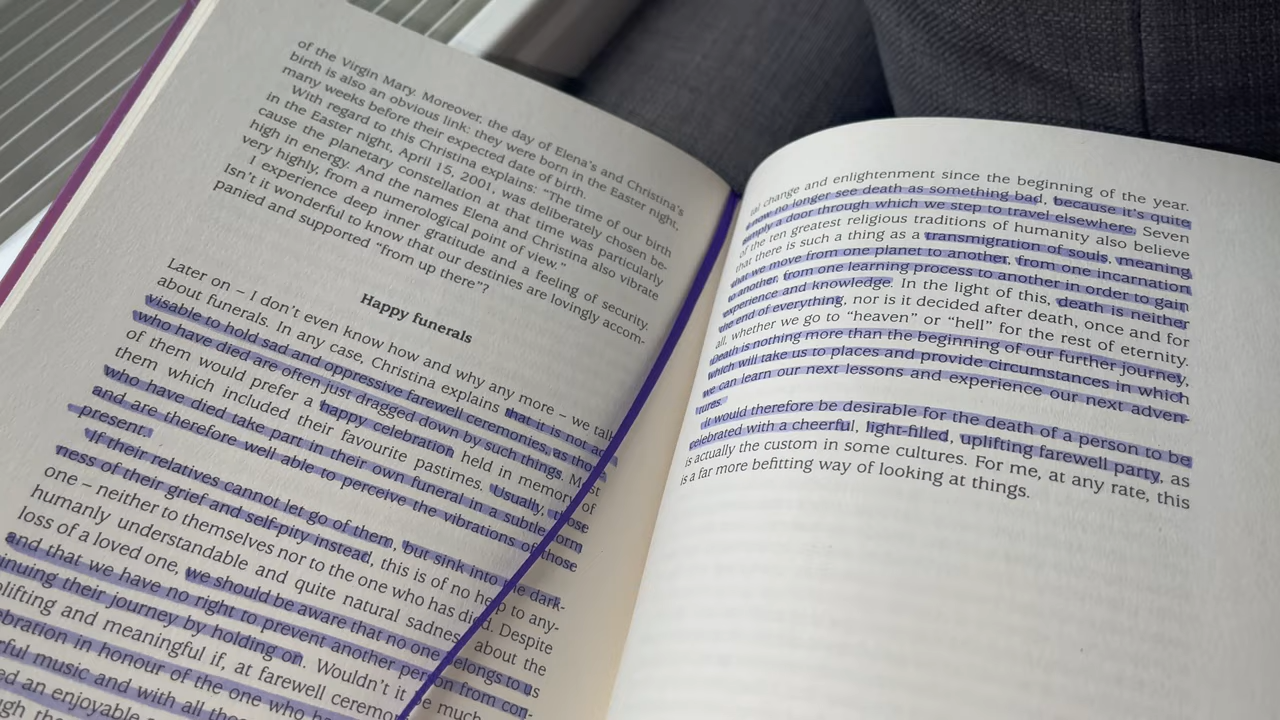 of the Virgin Mary. Moreover, the day of Elena's and Christina's
birth is also an obvious link: they were born in the Easter night,
many weeks before their expected date of birth.
With regard to this Christina explains: “The time of our birth
in the Easter night, April 15, 2001, was deliberately chosen be-
cause the planetary constellation at that time was particularly
high in energy. And the names Elena and Christina also vibrate
very highly, from a numerological point of view.”
I experience deep inner gratitude and a feeling of security.
Isn't it wonderful to know that our destinies are lovingly accom-
panied and supported “from up there”?
Happy funerals
Later on – I don't even know how and why any more – we talk
about funerals. In any case, Christina explains that it is not ad-
visable to hold sad and oppressive farewell ceremonies, as
who have died are often just dragged down by such things. Most
of them would prefer a happy celebration held in memory of
them which included their favourite pastimes. Usually, those
who have died take part in their own funeral in a subtle form
and are therefore well able to perceive the vibrations of those
present.
“If their relatives cannot let go of them, but sink into the dark-
ness of their grief and self-pity instead, this is of no help to any-
one – neither to themselves nor to the one who has died. Despite
humanly understandable and quite natural sadness about the
loss of a loved one, we should be aware that no one belongs to us
and that we have no right to prevent another person from con-
inuing their journey by holding on. Wouldn't it be much
plifting and meaningful if, at farewell ceremo
bration in honour of the one who ha
rful music and with all
ed an enjoyable
change and enlightenment since the beginning of the year.
I now no longer see death as something bad, because it's quite
simply a door through which we step to travel elsewhere. Seven
of the ten greatest religious traditions of humanity also believe
that there is such a thing as a transmigration of souls, meaning
that we move from one planet to another, from one incarnation
to another, from one learning process to another in order to gain
experience and knowledge. In the light of this, death is neither
the end of everything, nor is it decided after death, once and for
all, whether we go to “heaven” or “hell” for the rest of eternity.
Death is nothing more than the beginning of our further journey,
which will take us to places and provide circumstances in which
we can learn our next lessons and experience our next adven-
tures.
It would therefore be desirable for the death of a person to be
celebrated with a cheerful, light-filled, uplifting farewell party, as
is actually the custom in some cultures. For me, at any rate, this
is a far more befitting way of looking at things.